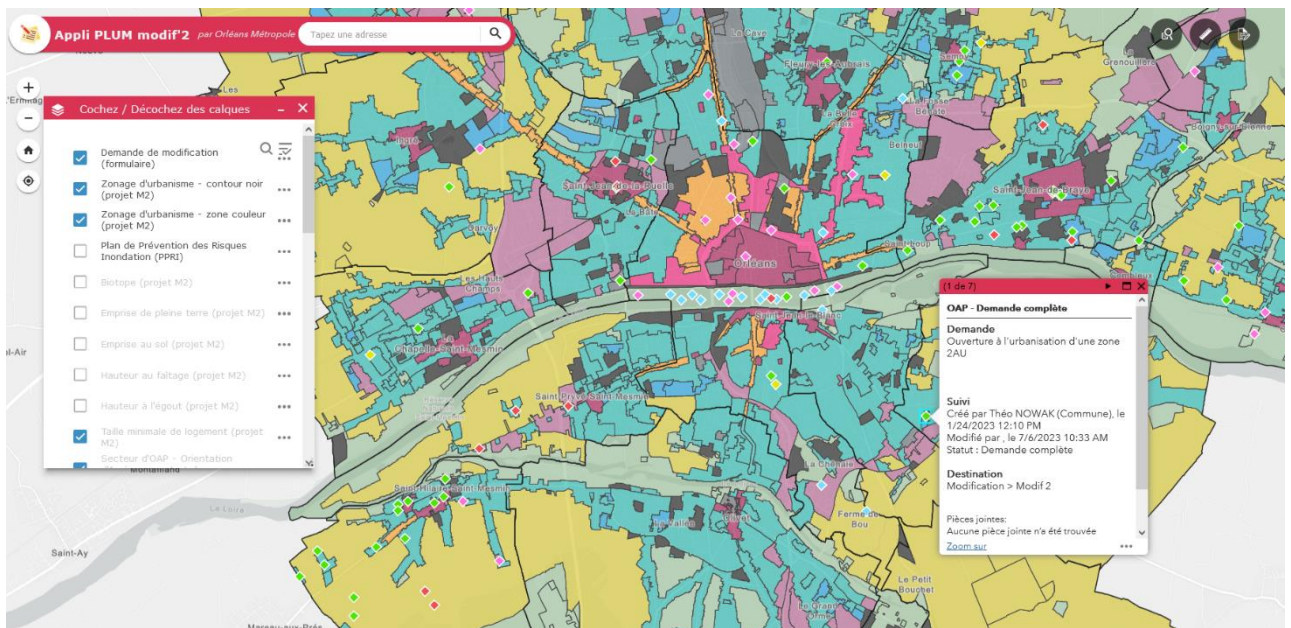 Appli PLUM modif'2 par Orléans Métropole
Tapez une adresse
Cochez / Décochez des calques
Demande de modification
(formulaire)
Zonage d'urbanisme - contour noir
(projet M2)
Zonage d'urbanisme - zone couleur
(projet M2)
Plan de Prévention des Risques
Inondation (PPRI)
Biotope (projet M2)
Emprise de pleine terre (projet M2)
Emprise au sol (projet M2)
Hauteur au faîtage (projet M2)
Hauteur à l'égout (projet M2)
Taille minimale de logement (projet
M2)
Secteur d'OAP - Orientation
(1 de 7)
OAP - Demande complète
Demande
Ouverture à l'urbanisation d'une zone
2AU
Suivi
Créé par Théo NOWAK (Commune), le
1/24/2023 12:10 PM
Modifié par , le 7/6/2023 10:33 AM
Statut : Demande complète
Destination
Modification > Modif 2
Pièces jointes:
Aucune pièce jointe n'a été trouvée
Zoom sur
La Cave
Fleury-les-Aubrais
Semoy
La
Grenouillère
La Fosse
Bénate
Belneuf
Boigny-sur-Bionne
Ingré
Saint-Jean-de-la-Ruelle
Saint-Jean-de-Braye
Darvoy
Saint-Loup
Orléans
Les Hauts
Champs
Combleux
Saint-Jean-le-Blanc
La
Chapelle-Saint-Mesmin
Saint-Pryvé-Saint-Mesmin
La Chenaie
Saint-Hilaire-Saint-Mesmin
La Loire
La Vallée
Olivet
Ferme de
Bou
Saint-Ay
Le Petit
Bouchet
Mareau-aux-Prés